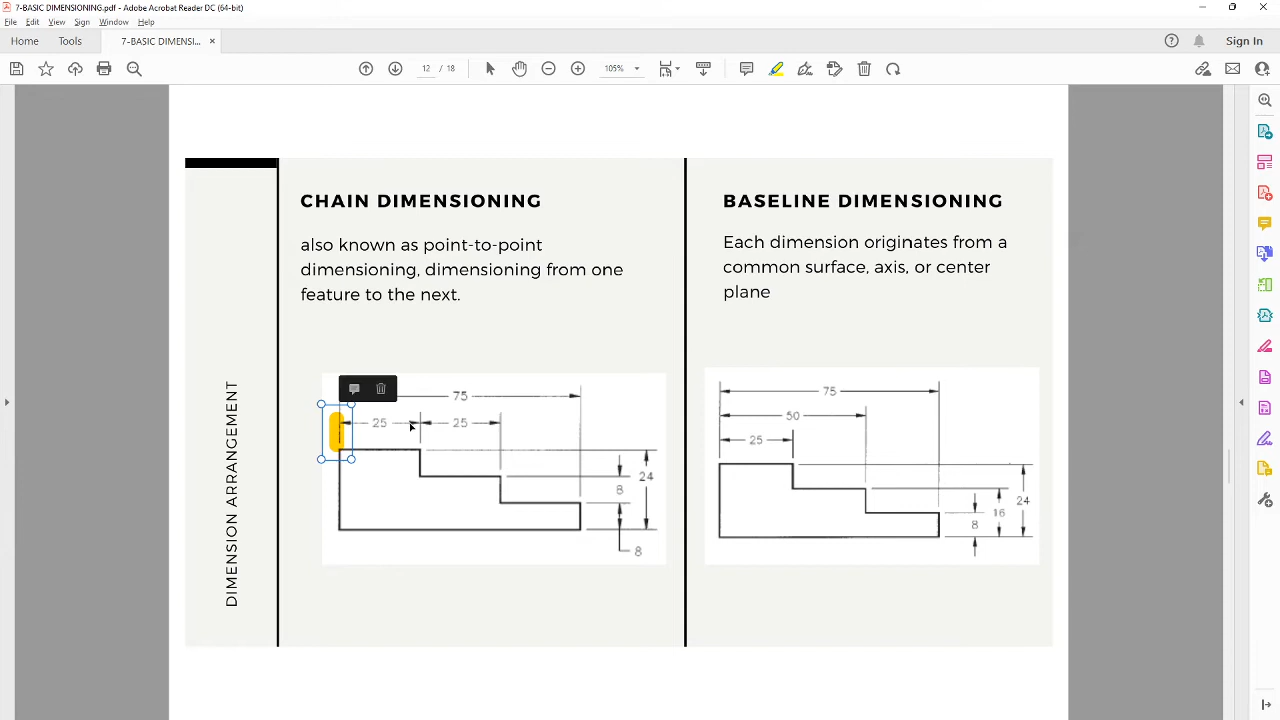 7-BASIC DIMENSIONING.pdf - Adobe Acrobat Reader DC (64-bit)
File Edit View Sign Window Help
Home Tools 7-BASIC DIMENSI... × Sign In
12 / 18 105%
CHAIN DIMENSIONING
also known as point-to-point
dimensioning, dimensioning from one
feature to the next.
75
25 25
24
8
8
BASELINE DIMENSIONING
Each dimension originates from a
common surface, axis, or center
plane
75
50
25
24
16
8
DIMENSION ARRANGEMENT